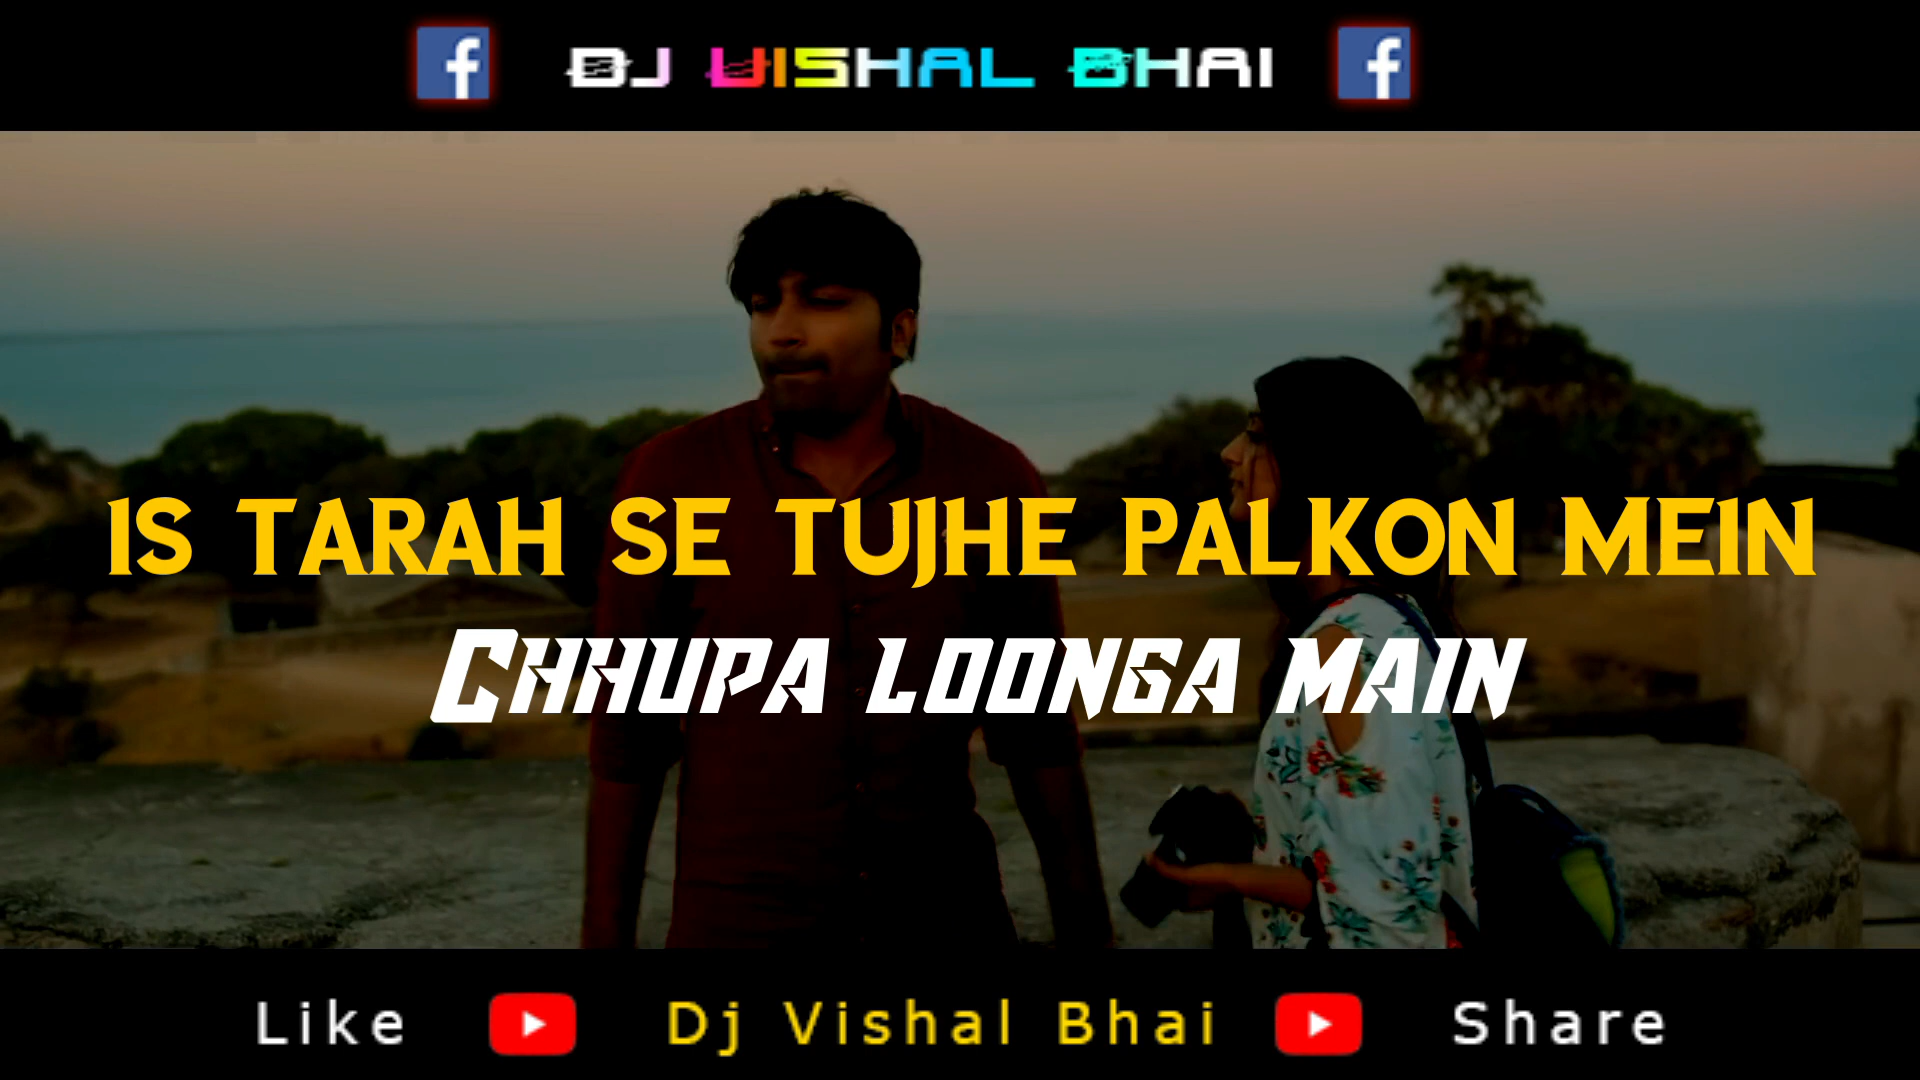 DJ VISHAL BHAI
IS TARAH SE TUJHE PALKON MEIN
CHHUPA LOONGA MAIN
Like Dj Vishal Bhai Share